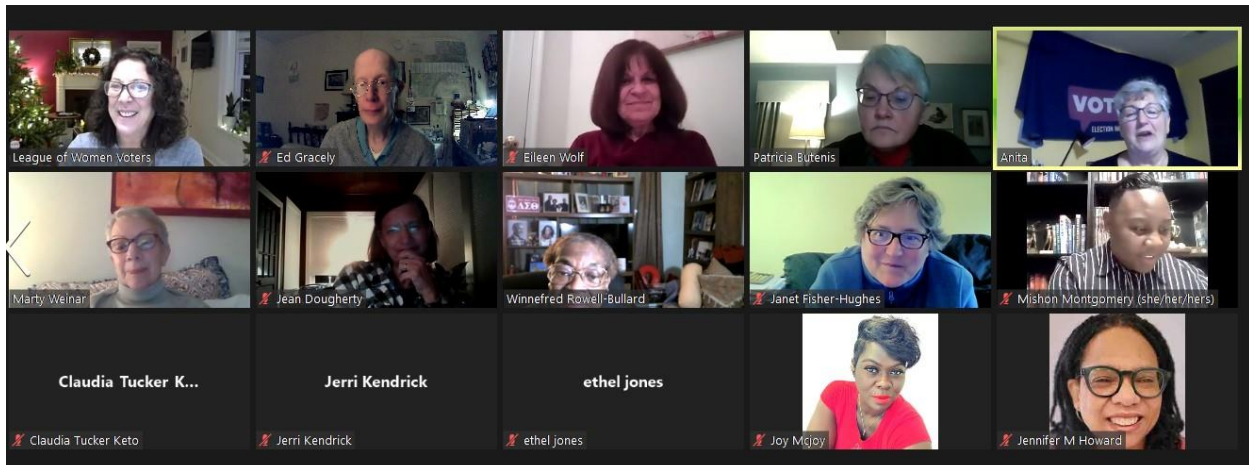 League of Women Voters
Ed Gracely
Eileen Wolf
Patricia Butenis
VOT
Anita
Marty Weinar
ΑΣΘ
Jean Dougherty
Winnefred Rowell-Bullard
Janet Fisher-Hughes
Mishon Montgomery (she/her/hers)
Claudia Tucker K...
Claudia Tucker Keto
Jerri Kendrick
Jerri Kendrick
ethel jones
ethel jones
Joy Mcjoy
Jennifer M Howard